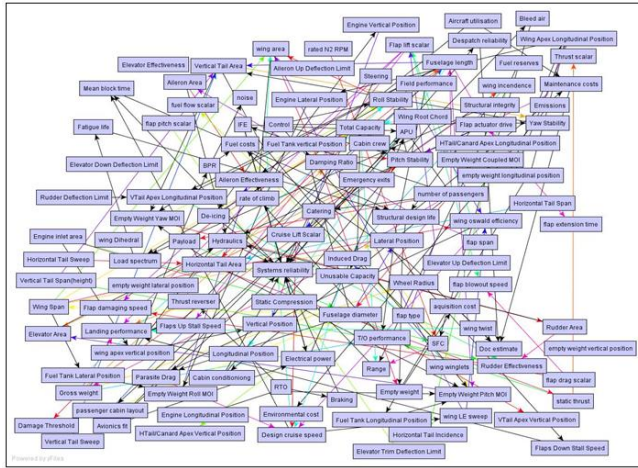 Engine Vertical Position
Aircraft utilisation
Bleed air
Flap lift scalar
Despatch reliability
Wing Apex Longitudinal Position
wing area
rated N2 RPM
Fuselage length
Thrust scalar
Elevator Effectiveness
Vertical Tail Area
Aileron Up Deflection Limit
Fuel reserves
Steering
Mean block time
Aileron Area
Field performance
wing incendence
Maintenance costs
noise
Engine Lateral Position
Roll Stability
Structural integrity
Emissions
fuel flow scalar
Wing Root Chord
flap pitch scalar
IFE
Control
Total Capacity
APU
Flap actuator drive
Yaw Stability
Fatigue life
Fuel costs
Fuel Tank vertical Position
Cabin crew
HTail/Canard Apex Longitudinal Position
Elevator Down Deflection Limit
BPR
Damping Ratio
Pitch Stability
Empty Weight Coupled MOI
Aileron Effectiveness
Emergency exits
empty weight longitudinal Position
Rudder Deflection Limit
VTail Apex Longitudinal Position
rate of climb
number of passengers
Horizontal Tail Span
Empty Weight Yaw MOI
De-icing
Catering
Structural design life
wing oswald efficiency
flap extension time
Engine inlet area
wing Dihedral
Payload
Hydraulics
Cruise Lift Scalar
Lateral Position
flap span
Horizontal Tail Sweep
Load spectrum
Horizontal Tail Area
Systems reliability
Induced Drag
Elevator Up Deflection Limit
Vertical Tail Span(height)
Unusable Capacity
flap blowout speed
empty weight lateral Position
Wheel Radius
Wing Span
Flap damaging speed
Thrust reverser
Static Compression
aquisition cost
Fuselage diameter
Elevator Area
Landing performance
Flaps Up Stall Speed
Vertical Position
flap type
wing twist
Rudder Area
T/O performance
SFC
Doc estimate
empty weight vertical Position
wing apex vertical position
Longitudinal Position
Electrical power
Range
wing winglets
Rudder Effectiveness
Fuel Tank Lateral Position
Parasite Drag
Cabin conditioning
flap drag scalar
Gross weight
Empty Weight Roll MOI
RTO
Braking
Empty weight
Empty Weight Pitch MOI
static thrust
passenger cabin layout
Damage Threshold
Avionics fit
Engine Longitudinal Position
Environmental cost
Fuel Tank Longitudinal Position
wing LE sweep
VTail Apex Vertical Position
Vertical Tail Sweep
HTail/Canard Apex Vertical Position
Design cruise speed
Horizontal Tail Incidence
Flaps Down Stall Speed
Elevator Trim Deflection Limit
Powered by yFiles